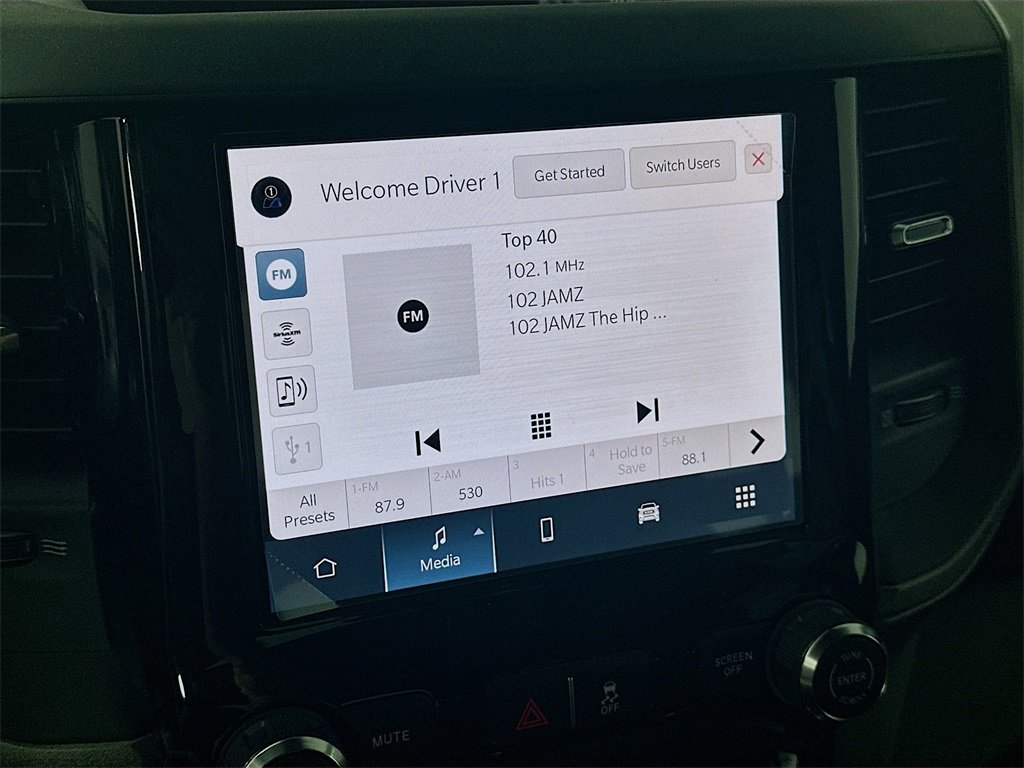 1
Welcome Driver 1
Get Started
Switch Users
FM
SiriusXM
1
FM
Top 40
102.1 MHz
102 JAMZ
102 JAMZ The Hip ...
All
Presets
1-FM
87.9
2-AM
530
3
Hits 1
4 Hold to
Save
5-FM
88.1
Media
MUTE
OFF
SCREEN
OFF
TUNE
ENTER